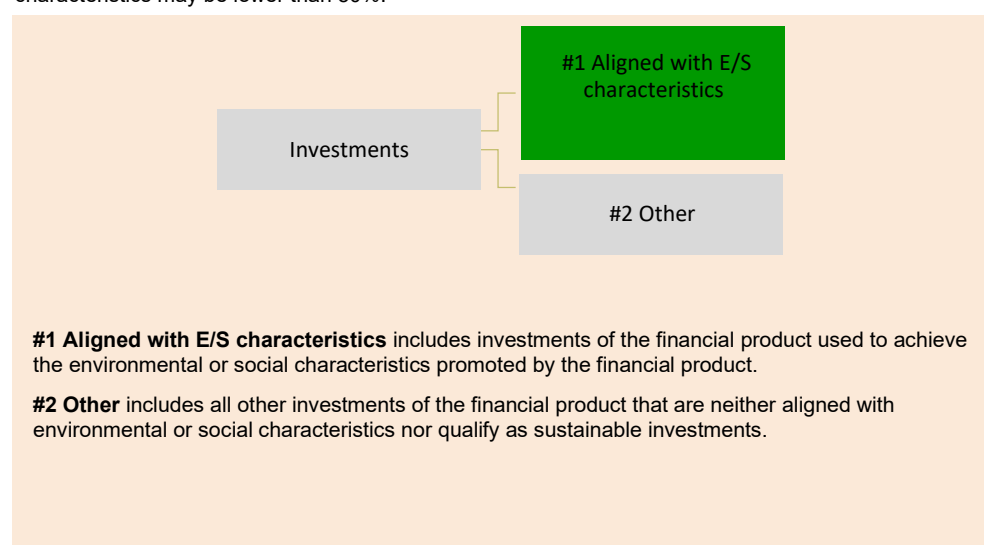 characteristics may be lower than 80%.
#1 Aligned with E/S
characteristics
Investments
#2 Other
#1 Aligned with E/S characteristics includes investments of the financial product used to achieve
the environmental or social characteristics promoted by the financial product.
#2 Other includes all other investments of the financial product that are neither aligned with
environmental or social characteristics nor qualify as sustainable investments.